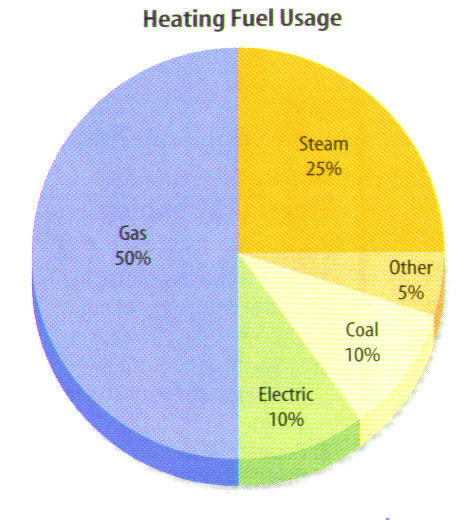 Heating Fuel Usage
Steam
25%
Gas
50%
Other
5%
Coal
10%
Electric
10%